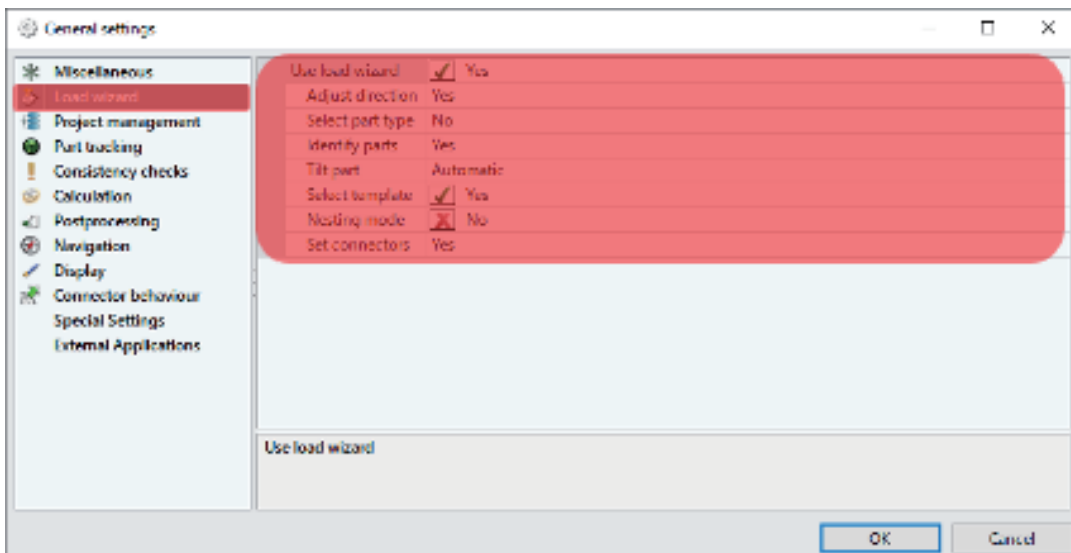 General settings
Miscellaneous
Load wizard
Project management
Part tracking
Consistency checks
Calculation
Postprocessing
Navigation
Display
Connector behaviour
Special Settings
External Applications
Use load wizard Yes
Adjust direction Yes
Select part type No
Identify parts Yes
Tilt part Automatic
Select template Yes
Nesting mode No
Set connectors Yes
Use load wizard
OK Cancel